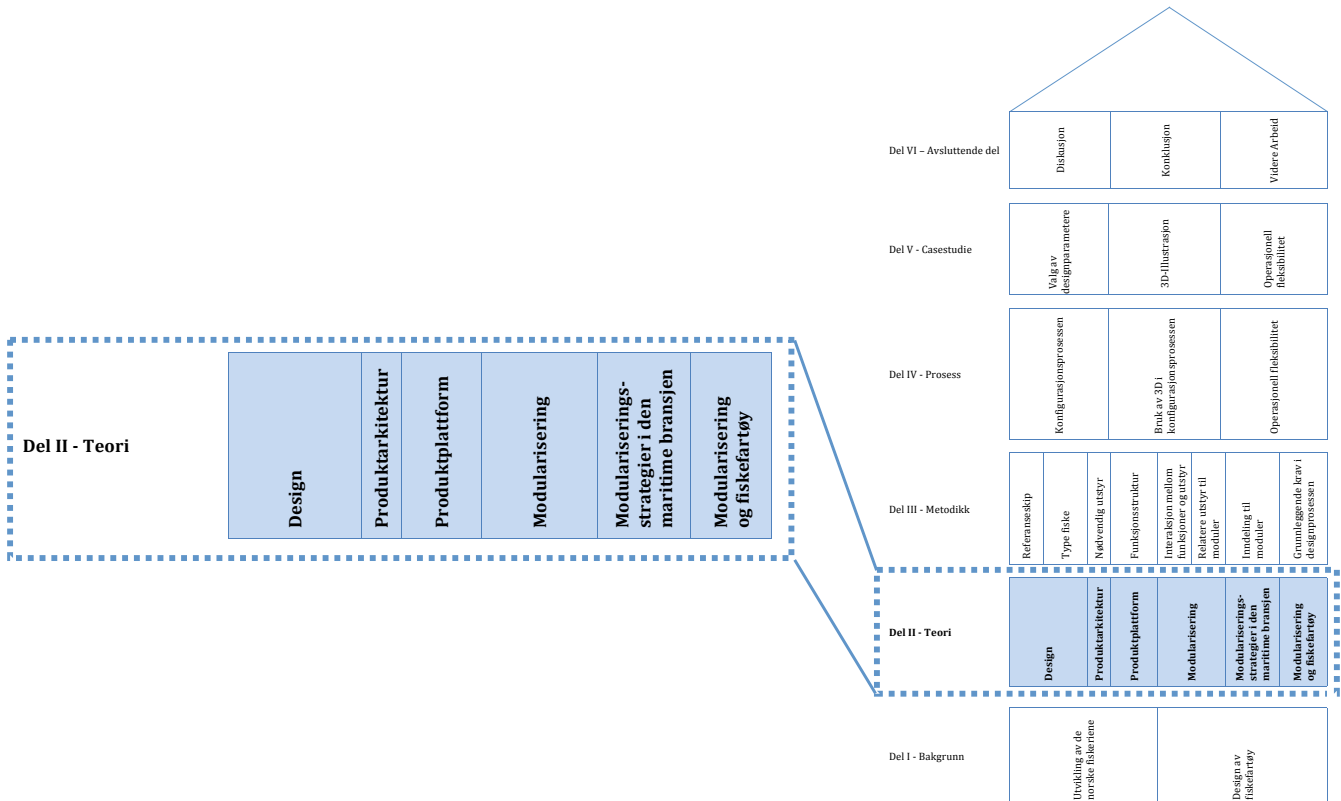 Del II - Teori
Design
Produktarkitektur
Produktplattform
Modularisering
Modulariserings-
strategier i den
maritime bransjen
Modularisering
og fiskefartøy
Del VI – Avsluttende del
Diskusjon
Konklusjon
Videre Arbeid
Del V - Casestudie
Valg av
designparametere
3D-Illustrasjon
Operasjonell
fleksibilitet
Del IV - Prosess
Konfigurasjonsprosessen
Bruk av 3D i
konfigurasjonsprosessen
Operasjonell fleksibilitet
Del III - Metodikk
Referanseskip
Type fiske
Nødvendig utstyr
Funksjonsstruktur
Interaksjon mellom
funksjoner og utstyr
Relatere utstyr til
moduler
Inndeling til
moduler
Grunnleggende krav i
designprosessen
Del II - Teori
Design
Produktarkitektur
Produktplattform
Modularisering
Modulariserings-
strategier i den
maritime bransjen
Modularisering
og fiskefartøy
Del I - Bakgrunn
Utvikling av de
norske fiskeriene
Design av
fiskefartøy